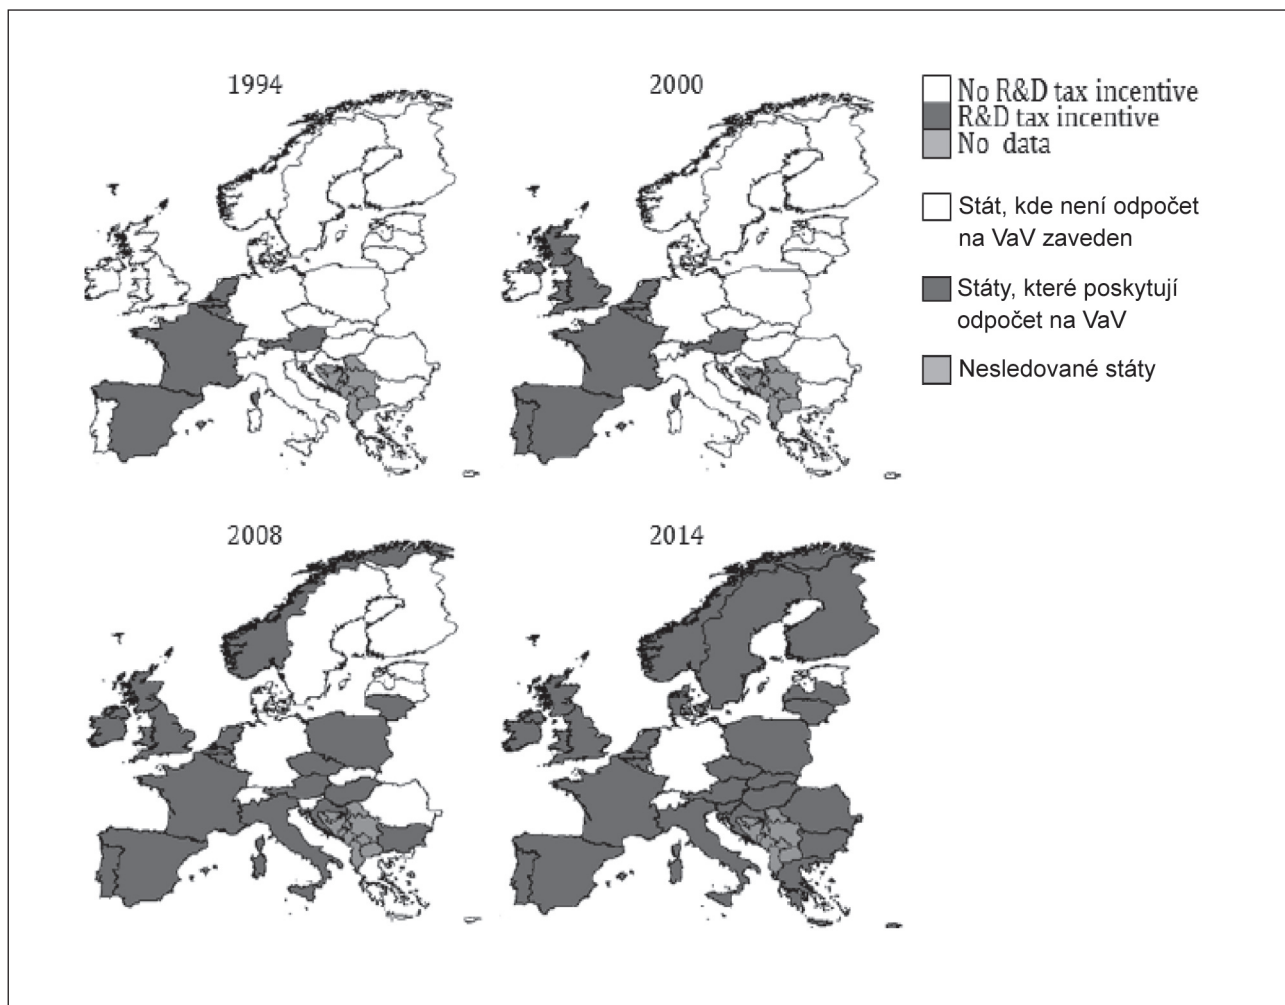 1994
2000
No R&D tax incentive
R&D tax incentive
No data
Stát, kde není odpočet
na VaV zaveden
Státy, které poskytují
odpočet na VaV
Nesledované státy
2008
2014